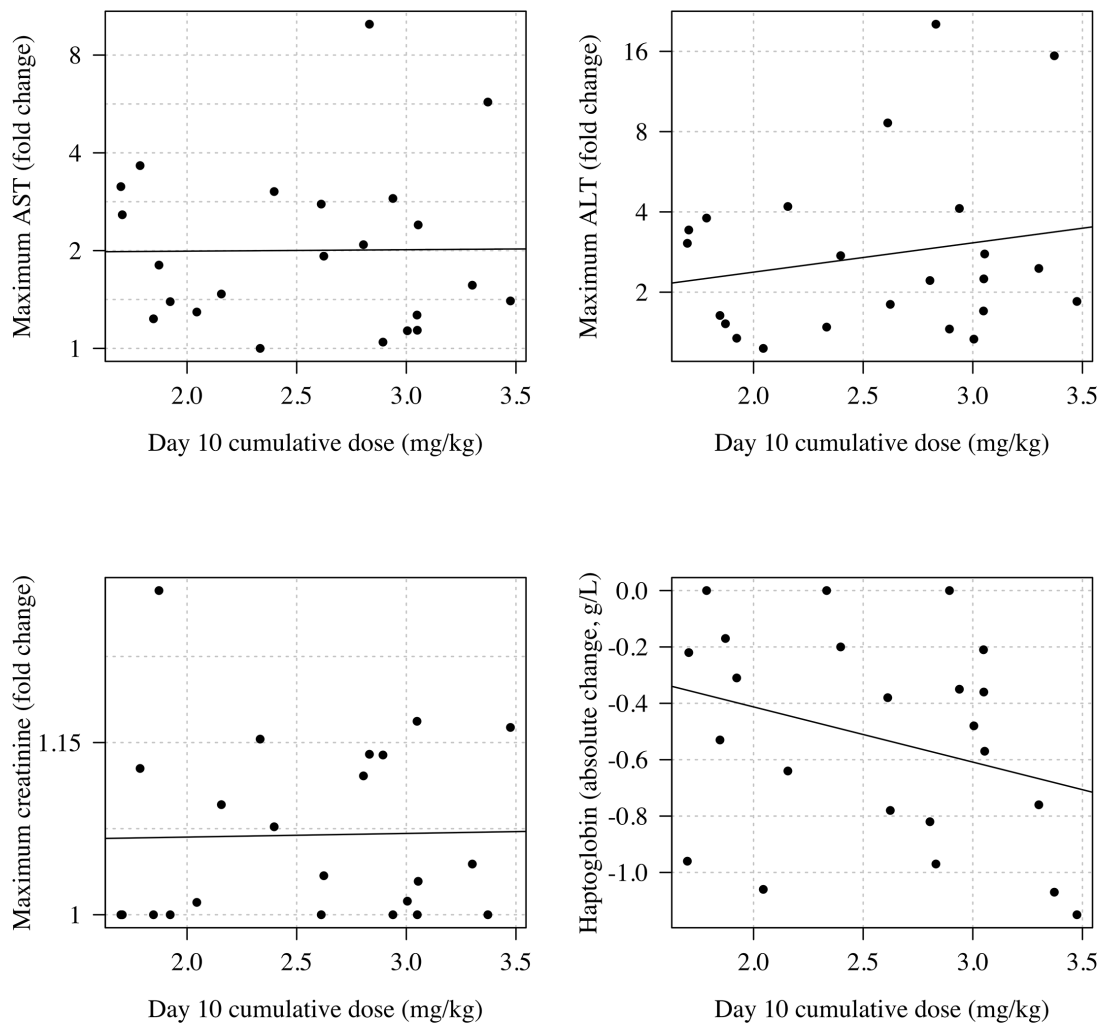 Maximum AST (fold change)
8
4
2
1
2.0 2.5 3.0 3.5
Day 10 cumulative dose (mg/kg)
Maximum ALT (fold change)
16
8
4
2
2.0 2.5 3.0 3.5
Day 10 cumulative dose (mg/kg)
Maximum creatinine (fold change)
1.15
1
2.0 2.5 3.0 3.5
Day 10 cumulative dose (mg/kg)
Haptoglobin (absolute change, g/L)
0.0
-0.2
-0.4
-0.6
-0.8
-1.0
2.0 2.5 3.0 3.5
Day 10 cumulative dose (mg/kg)